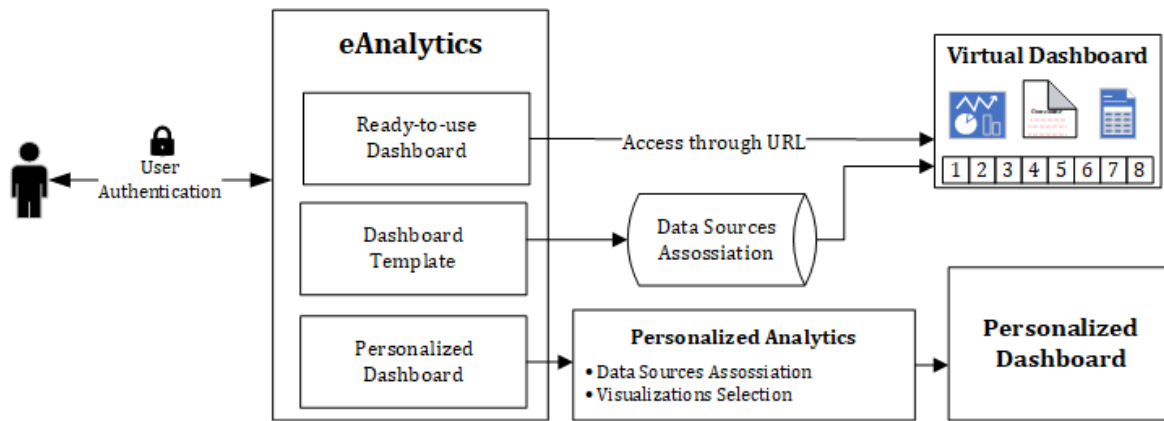 eAnalytics
Ready-to-use
Dashboard
Dashboard
Template
Personalized
Dashboard
User
Authentication
Access through URL
Data Sources
Assossiation
Personalized Analytics
• Data Sources Assossiation
• Visualizations Selection
Virtual Dashboard
1 2 3 4 5 6 7 8
Personalized
Dashboard